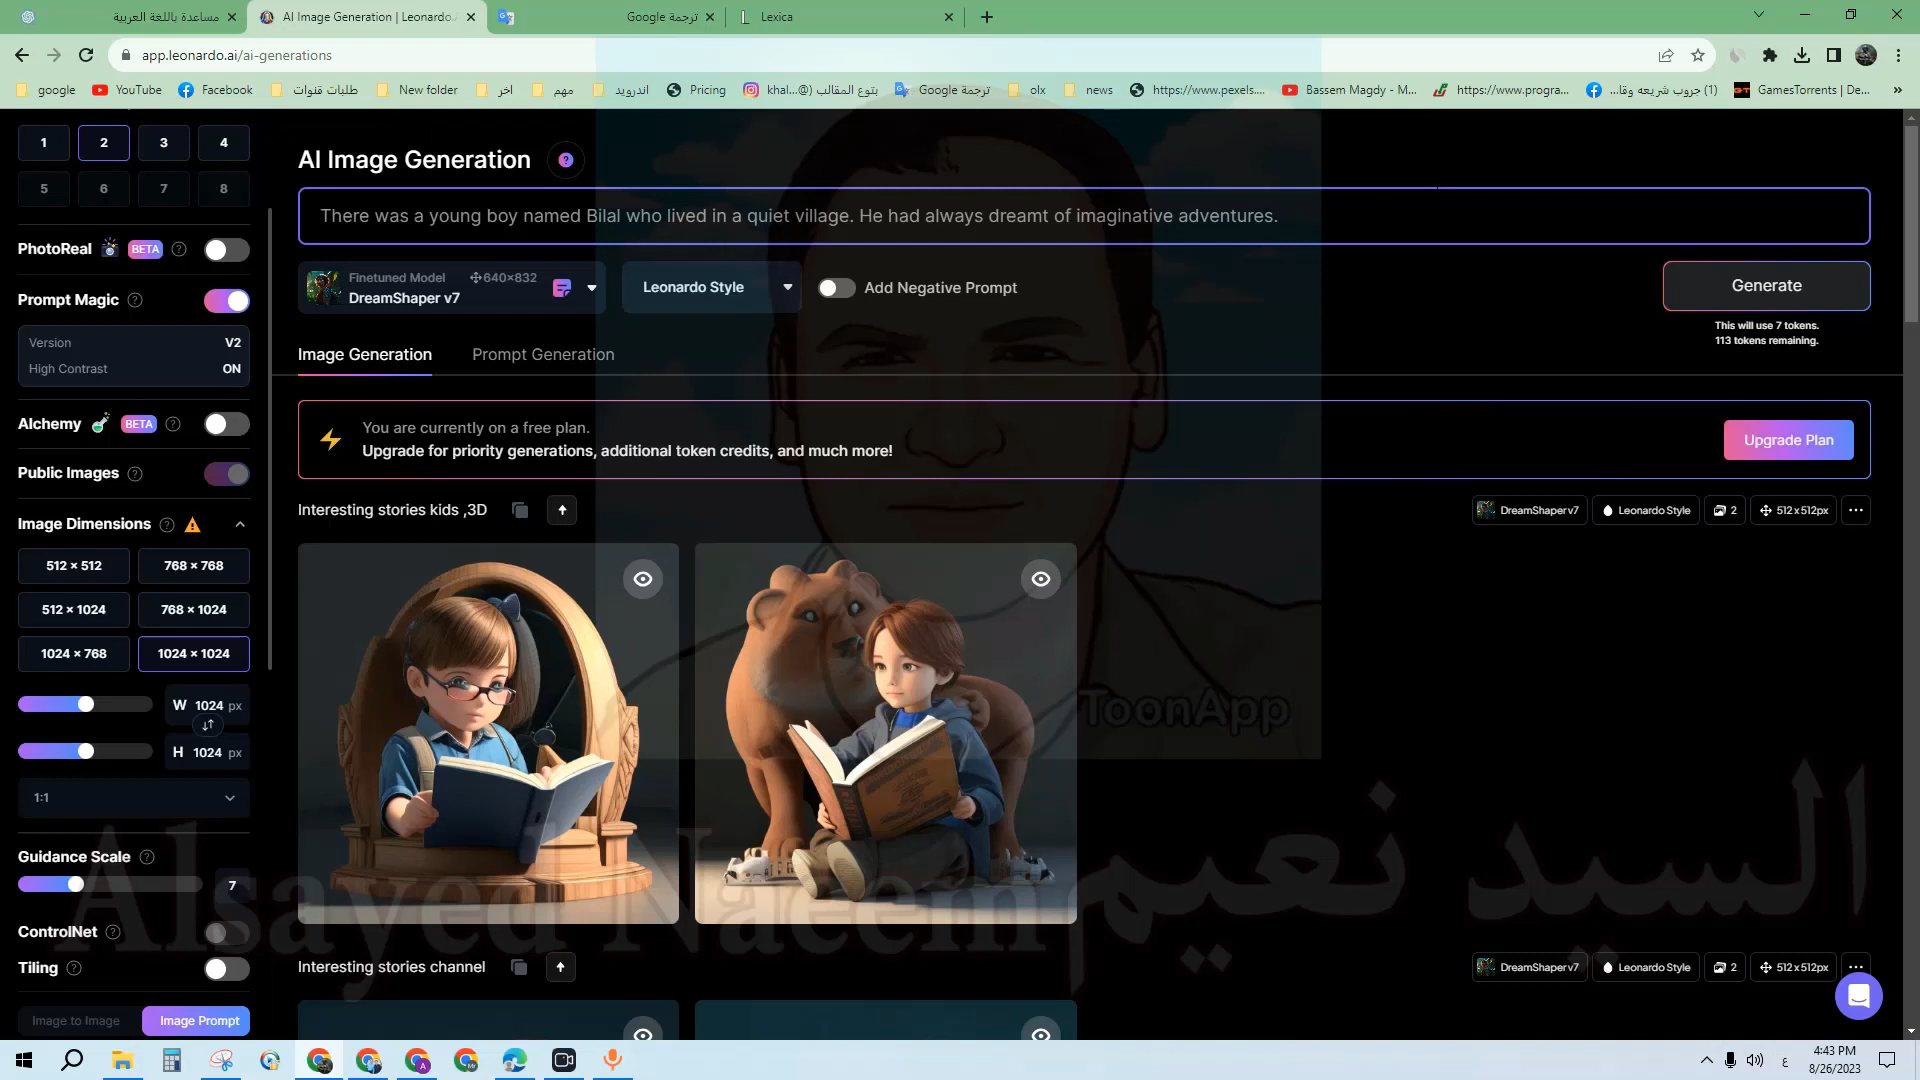 مساعدة باللغة العربية
AI Image Generation | Leonardo.
ترجمة Google
Lexica
app.leonardo.ai/ai-generations
google
YouTube
Facebook
طلبات قنوات
New folder
اخر
مهم
اندرويد
Pricing
بتوع المقالب (@khal...
ترجمة Google
olx
news
https://www.pexels....
Bassem Magdy - M...
https://www.progra...
(1) جروب شريعه وقا...
GamesTorrents | De...
1 2 3 4
5 6 7 8
PhotoReal BETA
Prompt Magic
Version V2
High Contrast ON
Alchemy BETA
Public Images
Image Dimensions
512 × 512 768 × 768
512 × 1024 768 × 1024
1024 × 768 1024 × 1024
W 1024 px
H 1024 px
1:1
Guidance Scale
7
ControlNet
Tiling
Image to Image Image Prompt
AI Image Generation
There was a young boy named Bilal who lived in a quiet village. He had always dreamt of imaginative adventures.
Finetuned Model 640×832
DreamShaper v7
Leonardo Style
Add Negative Prompt
Generate
This will use 7 tokens.
113 tokens remaining.
Image Generation Prompt Generation
You are currently on a free plan.
Upgrade for priority generations, additional token credits, and much more!
Upgrade Plan
Interesting stories kids ,3D
DreamShaper v7 Leonardo Style 2 512 x 512px
ToonApp
Alsayed Naeem السيد نعيم
Interesting stories channel
DreamShaper v7 Leonardo Style 2 512 x 512px
ع
4:43 PM
8/26/2023